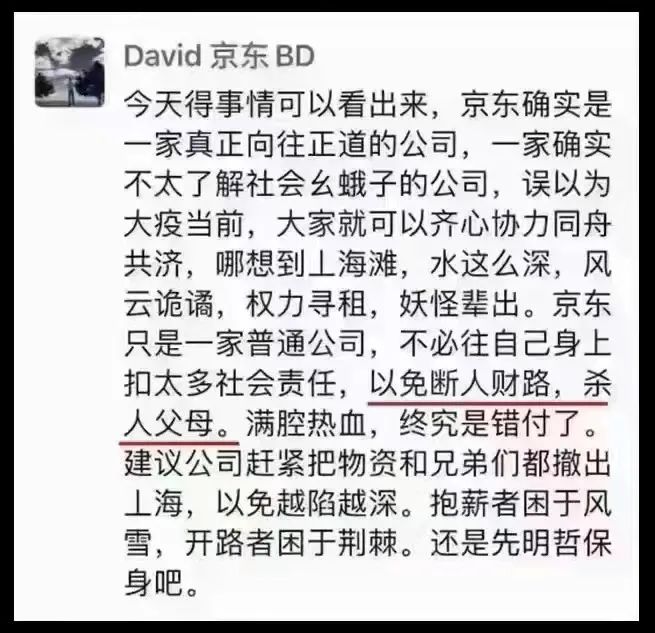 David 京东BD
今天得事情可以看出来，京东确实是
一家真正向往正道的公司，一家确实
不太了解社会幺蛾子的公司，误以为
大疫当前，大家就可以齐心协力同舟
共济，哪想到上海滩，水这么深，风
云诡谲，权力寻租，妖怪辈出。京东
只是一家普通公司，不必往自己身上
扣太多社会责任，以免断人财路，杀
人父母。满腔热血，终究是错付了。
建议公司赶紧把物资和兄弟们都撤出
上海，以免越陷越深。抱薪者困于风
雪，开路者困于荆棘。还是先明哲保
身吧。